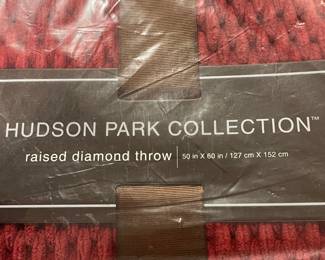 HUDSON PARK COLLECTION™
raised diamond throw | 50 in X 60 in / 127 cm X 152 cm